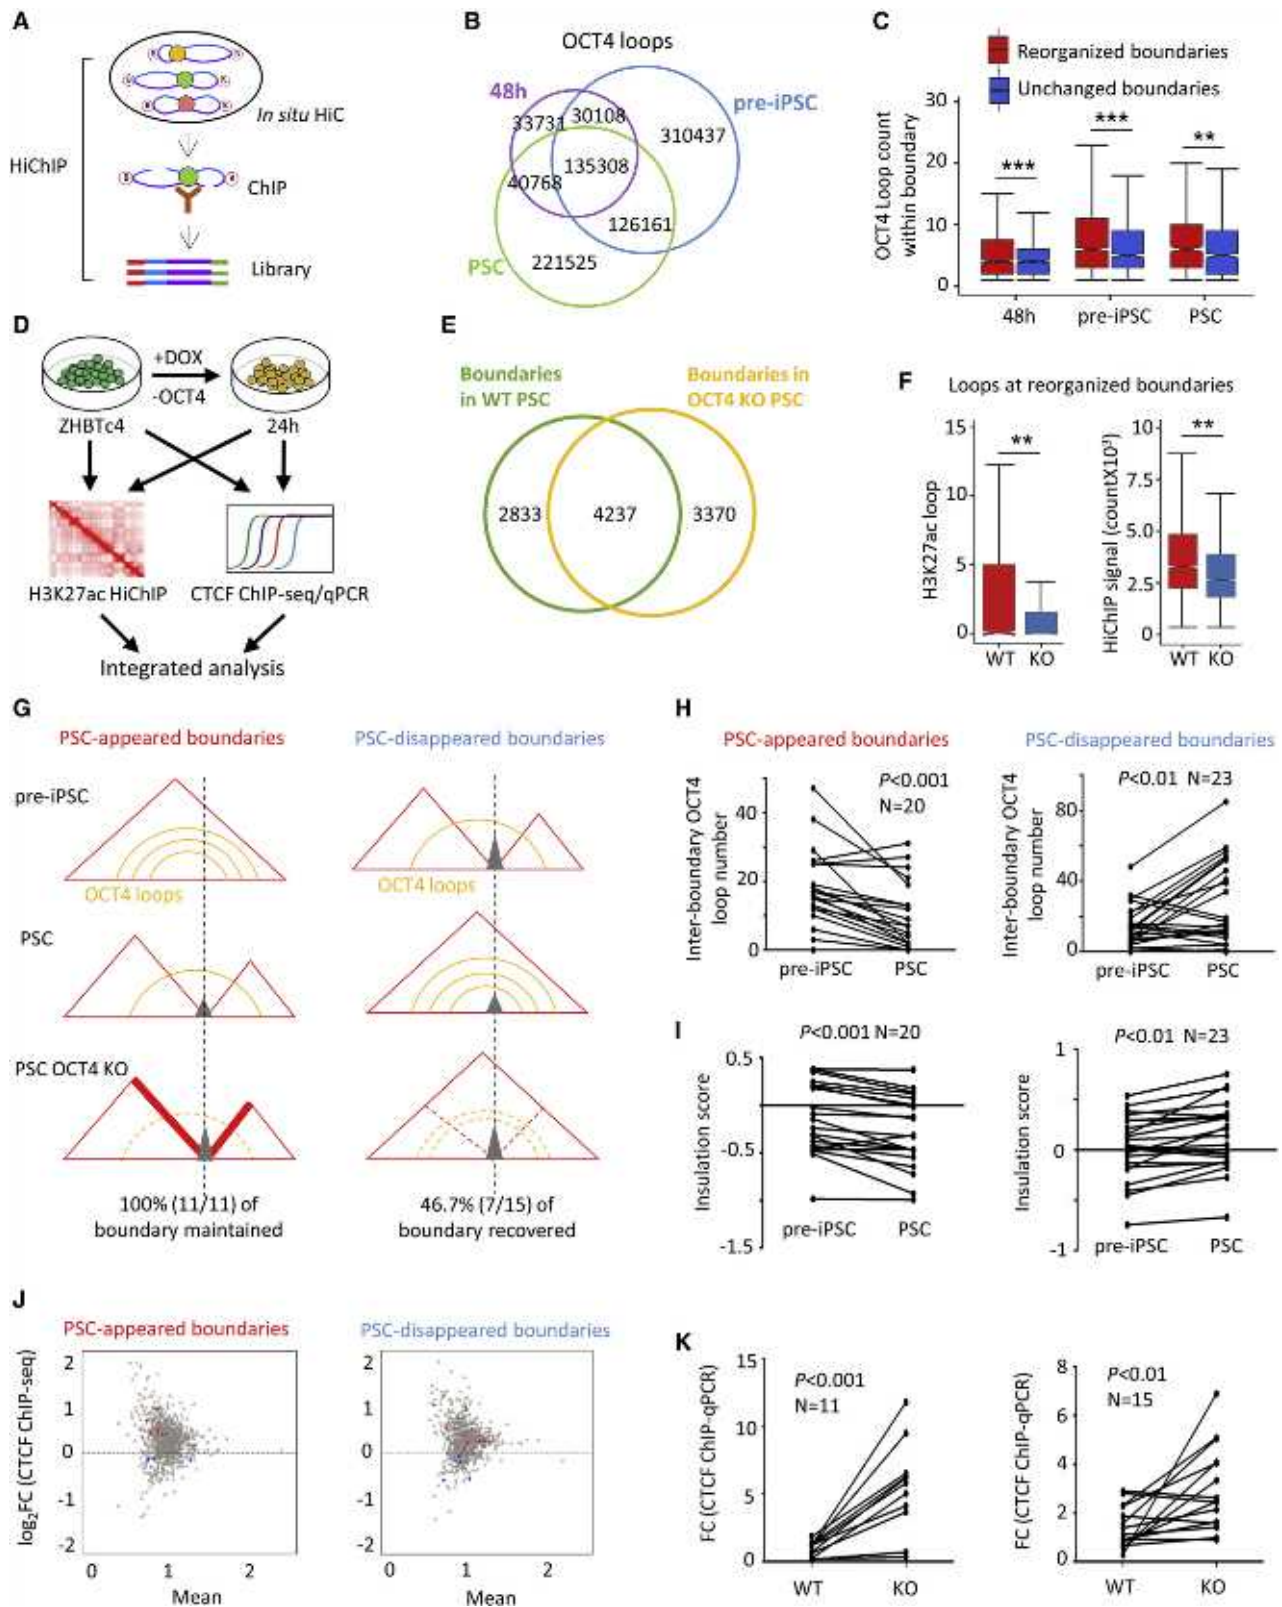 A
HiChIP
In situ HiC
ChIP
Library
B
OCT4 loops
48h
pre-iPSC
33731
30108
310437
135308
40768
126161
PSC
221525
C
Reorganized boundaries
Unchanged boundaries
OCT4 Loop count
within boundary
30
20
10
0
***
***
**
48h
pre-iPSC
PSC
D
+DOX
-OCT4
ZHBTc4
24h
H3K27ac HiChIP
CTCF ChIP-seq/qPCR
Integrated analysis
E
Boundaries
in WT PSC
Boundaries in
OCT4 KO PSC
2833
4237
3370
F
Loops at reorganized boundaries
H3K27ac loop
15
10
5
0
**
WT
KO
HiChIP signal (countX10³)
10
7.5
5.0
2.5
0
**
WT
KO
G
PSC-appeared boundaries
PSC-disappeared boundaries
pre-iPSC
OCT4 loops
OCT4 loops
PSC
PSC OCT4 KO
100% (11/11) of
boundary maintained
46.7% (7/15) of
boundary recovered
H
PSC-appeared boundaries
PSC-disappeared boundaries
Inter-boundary OCT4
loop number
40
20
0
P<0.001
N=20
pre-iPSC
PSC
Inter-boundary OCT4
loop number
80
40
0
P<0.01 N=23
pre-iPSC
PSC
I
Insulation score
P<0.001 N=20
0.5
-0.5
-1.5
pre-iPSC
PSC
Insulation score
P<0.01 N=23
1
0
-1
pre-iPSC
PSC
J
PSC-appeared boundaries
PSC-disappeared boundaries
log₂FC (CTCF ChIP-seq)
2
1
0
-1
-2
0
1
2
Mean
2
1
0
-1
-2
0
1
2
Mean
K
FC (CTCF ChIP-qPCR)
15
10
5
0
P<0.001
N=11
WT
KO
FC (CTCF ChIP-qPCR)
8
6
4
2
0
P<0.01
N=15
WT
KO